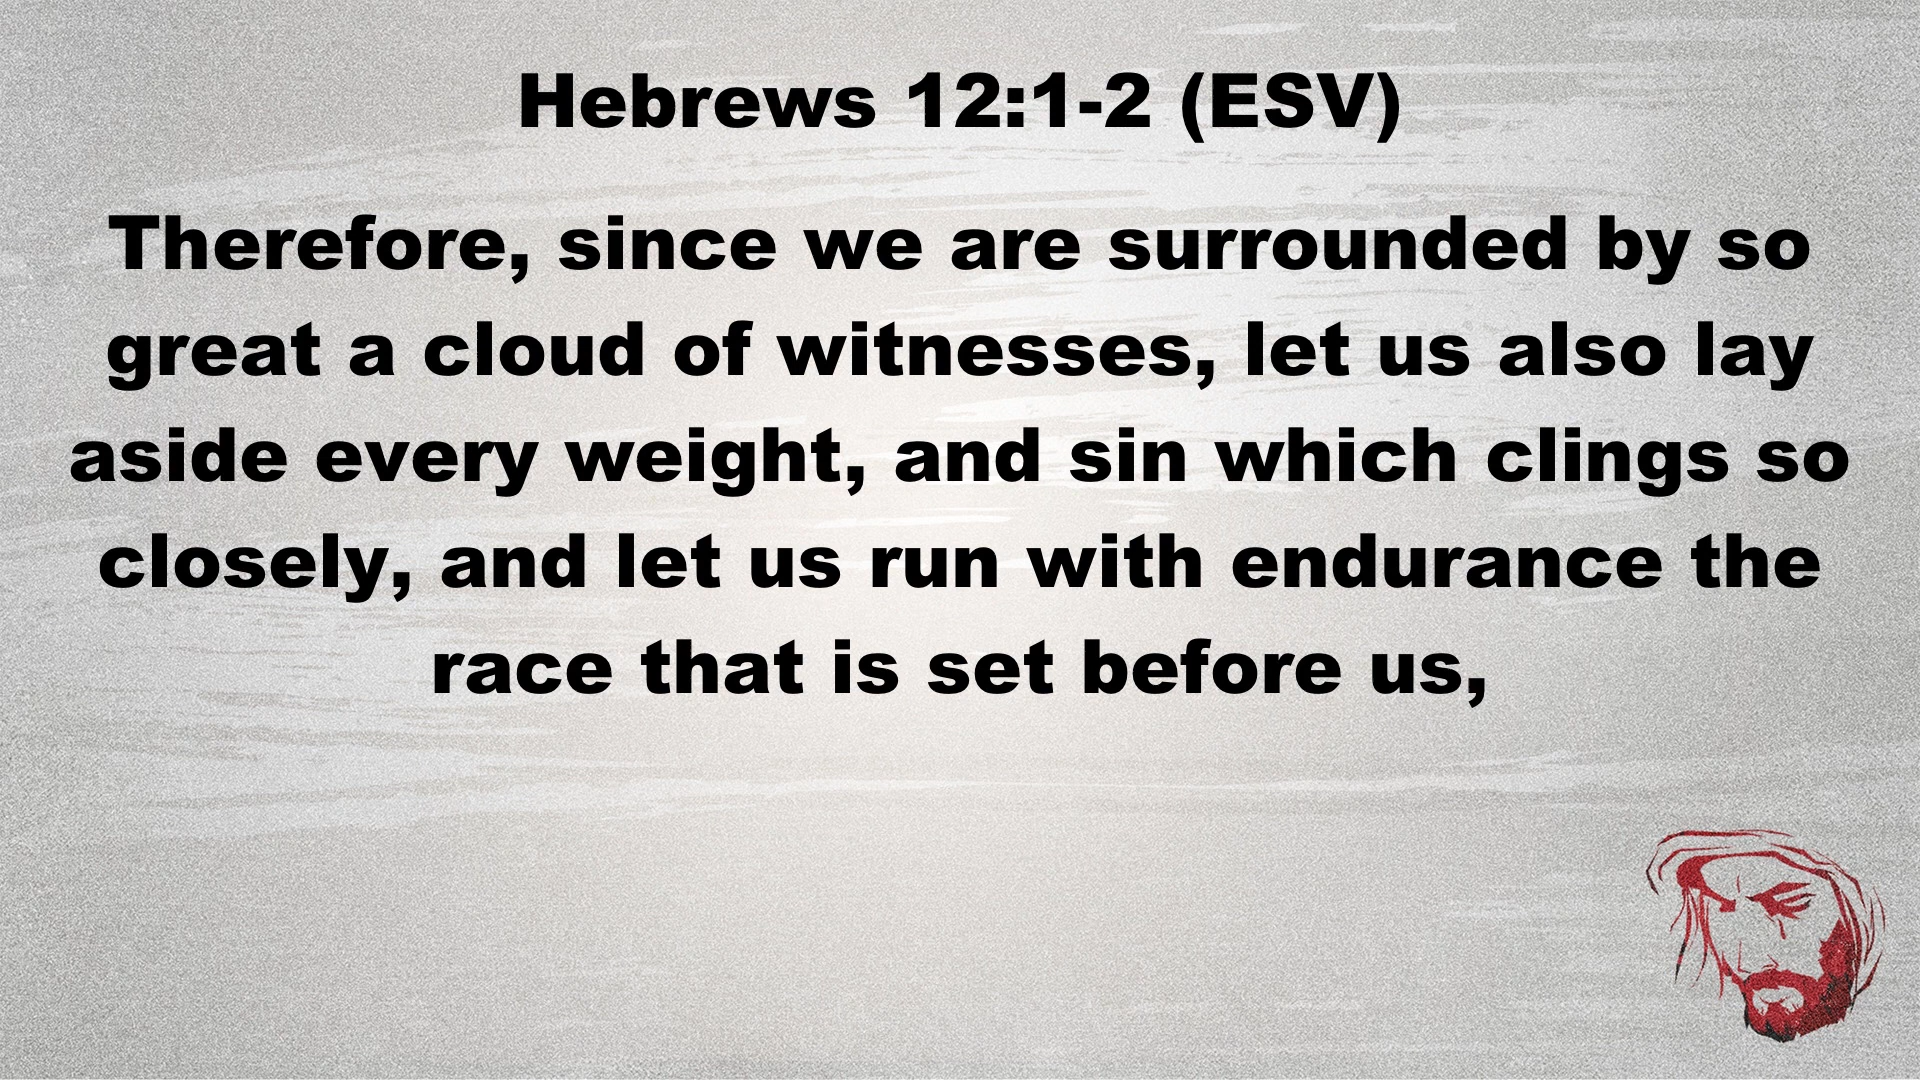 Hebrews 12:1-2 (ESV)
Therefore, since we are surrounded by so
great a cloud of witnesses, let us also lay
aside every weight, and sin which clings so
closely, and let us run with endurance the
race that is set before us,